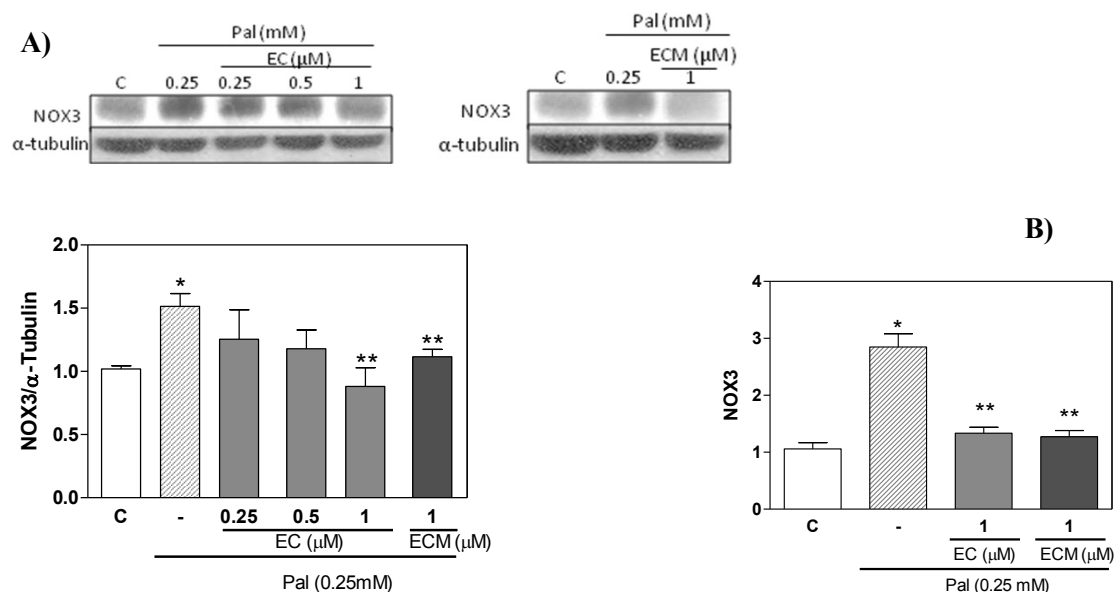 A)
Pal (mM)
EC (μM)
C 0.25 0.25 0.5 1
NOX3
α-tubulin
Pal (mM)
ECM (μM)
C 0.25 1
NOX3
α-tubulin
NOX3/α-Tubulin
2.0
1.5
1.0
0.5
0.0
*
**
**
C - 0.25 0.5 1 1
EC (μM) ECM (μM)
Pal (0.25mM)
B)
NOX3
4
3
2
1
0
*
**
**
C - 1 1
EC (μM) ECM (μM)
Pal (0.25 mM)